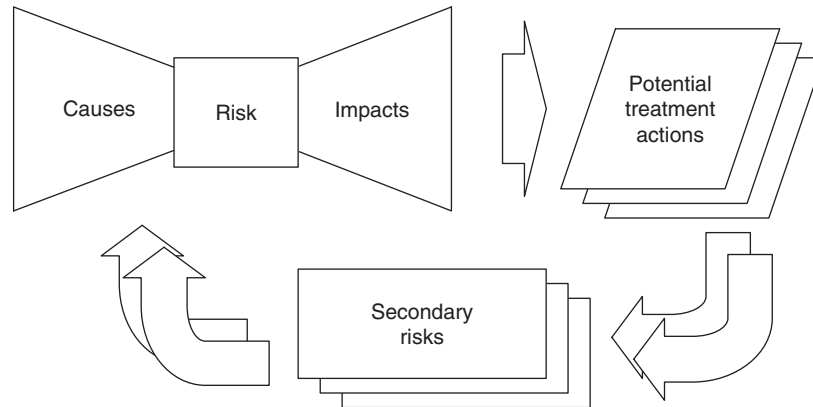 Causes
Risk
Impacts
Potential
treatment
actions
Secondary
risks